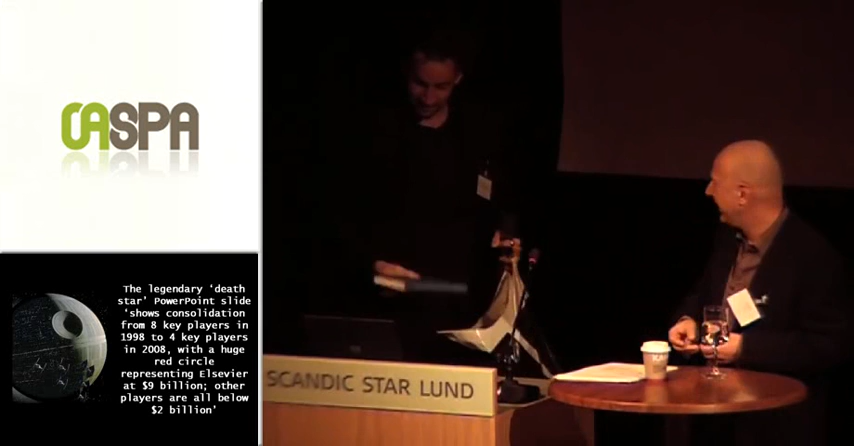 OASPA
The legendary ‘death
star’ PowerPoint slide
‘shows consolidation
from 8 key players in
1998 to 4 key players
in 2008, with a huge
red circle
representing Elsevier
at $9 billion; other
players are all below
$2 billion’
SCANDIC STAR LUND